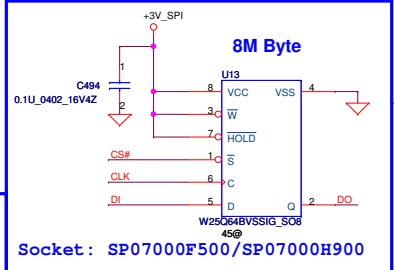 +3V_SPI
8M Byte
U13
1
C494
0.1U_0402_16V4Z
2
8 VCC VSS 4
3 W
7 HOLD
CS# 1 S
CLK 6 C
DI 5 D Q 2 DO
W25Q64BVSSIG_SO8
45@
Socket: SP07000F500/SP07000H900